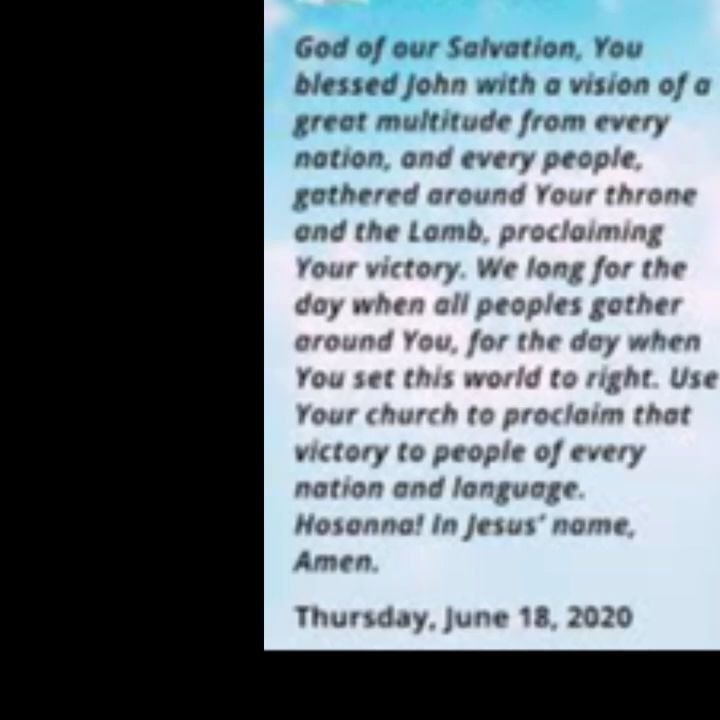 God of our Salvation, You
blessed John with a vision of a
great multitude from every
nation, and every people,
gathered around Your throne
and the Lamb, proclaiming
Your victory. We long for the
day when all peoples gather
around You, for the day when
You set this world to right. Use
Your church to proclaim that
victory to people of every
nation and language.
Hosanna! In Jesus' name,
Amen.
Thursday, June 18, 2020